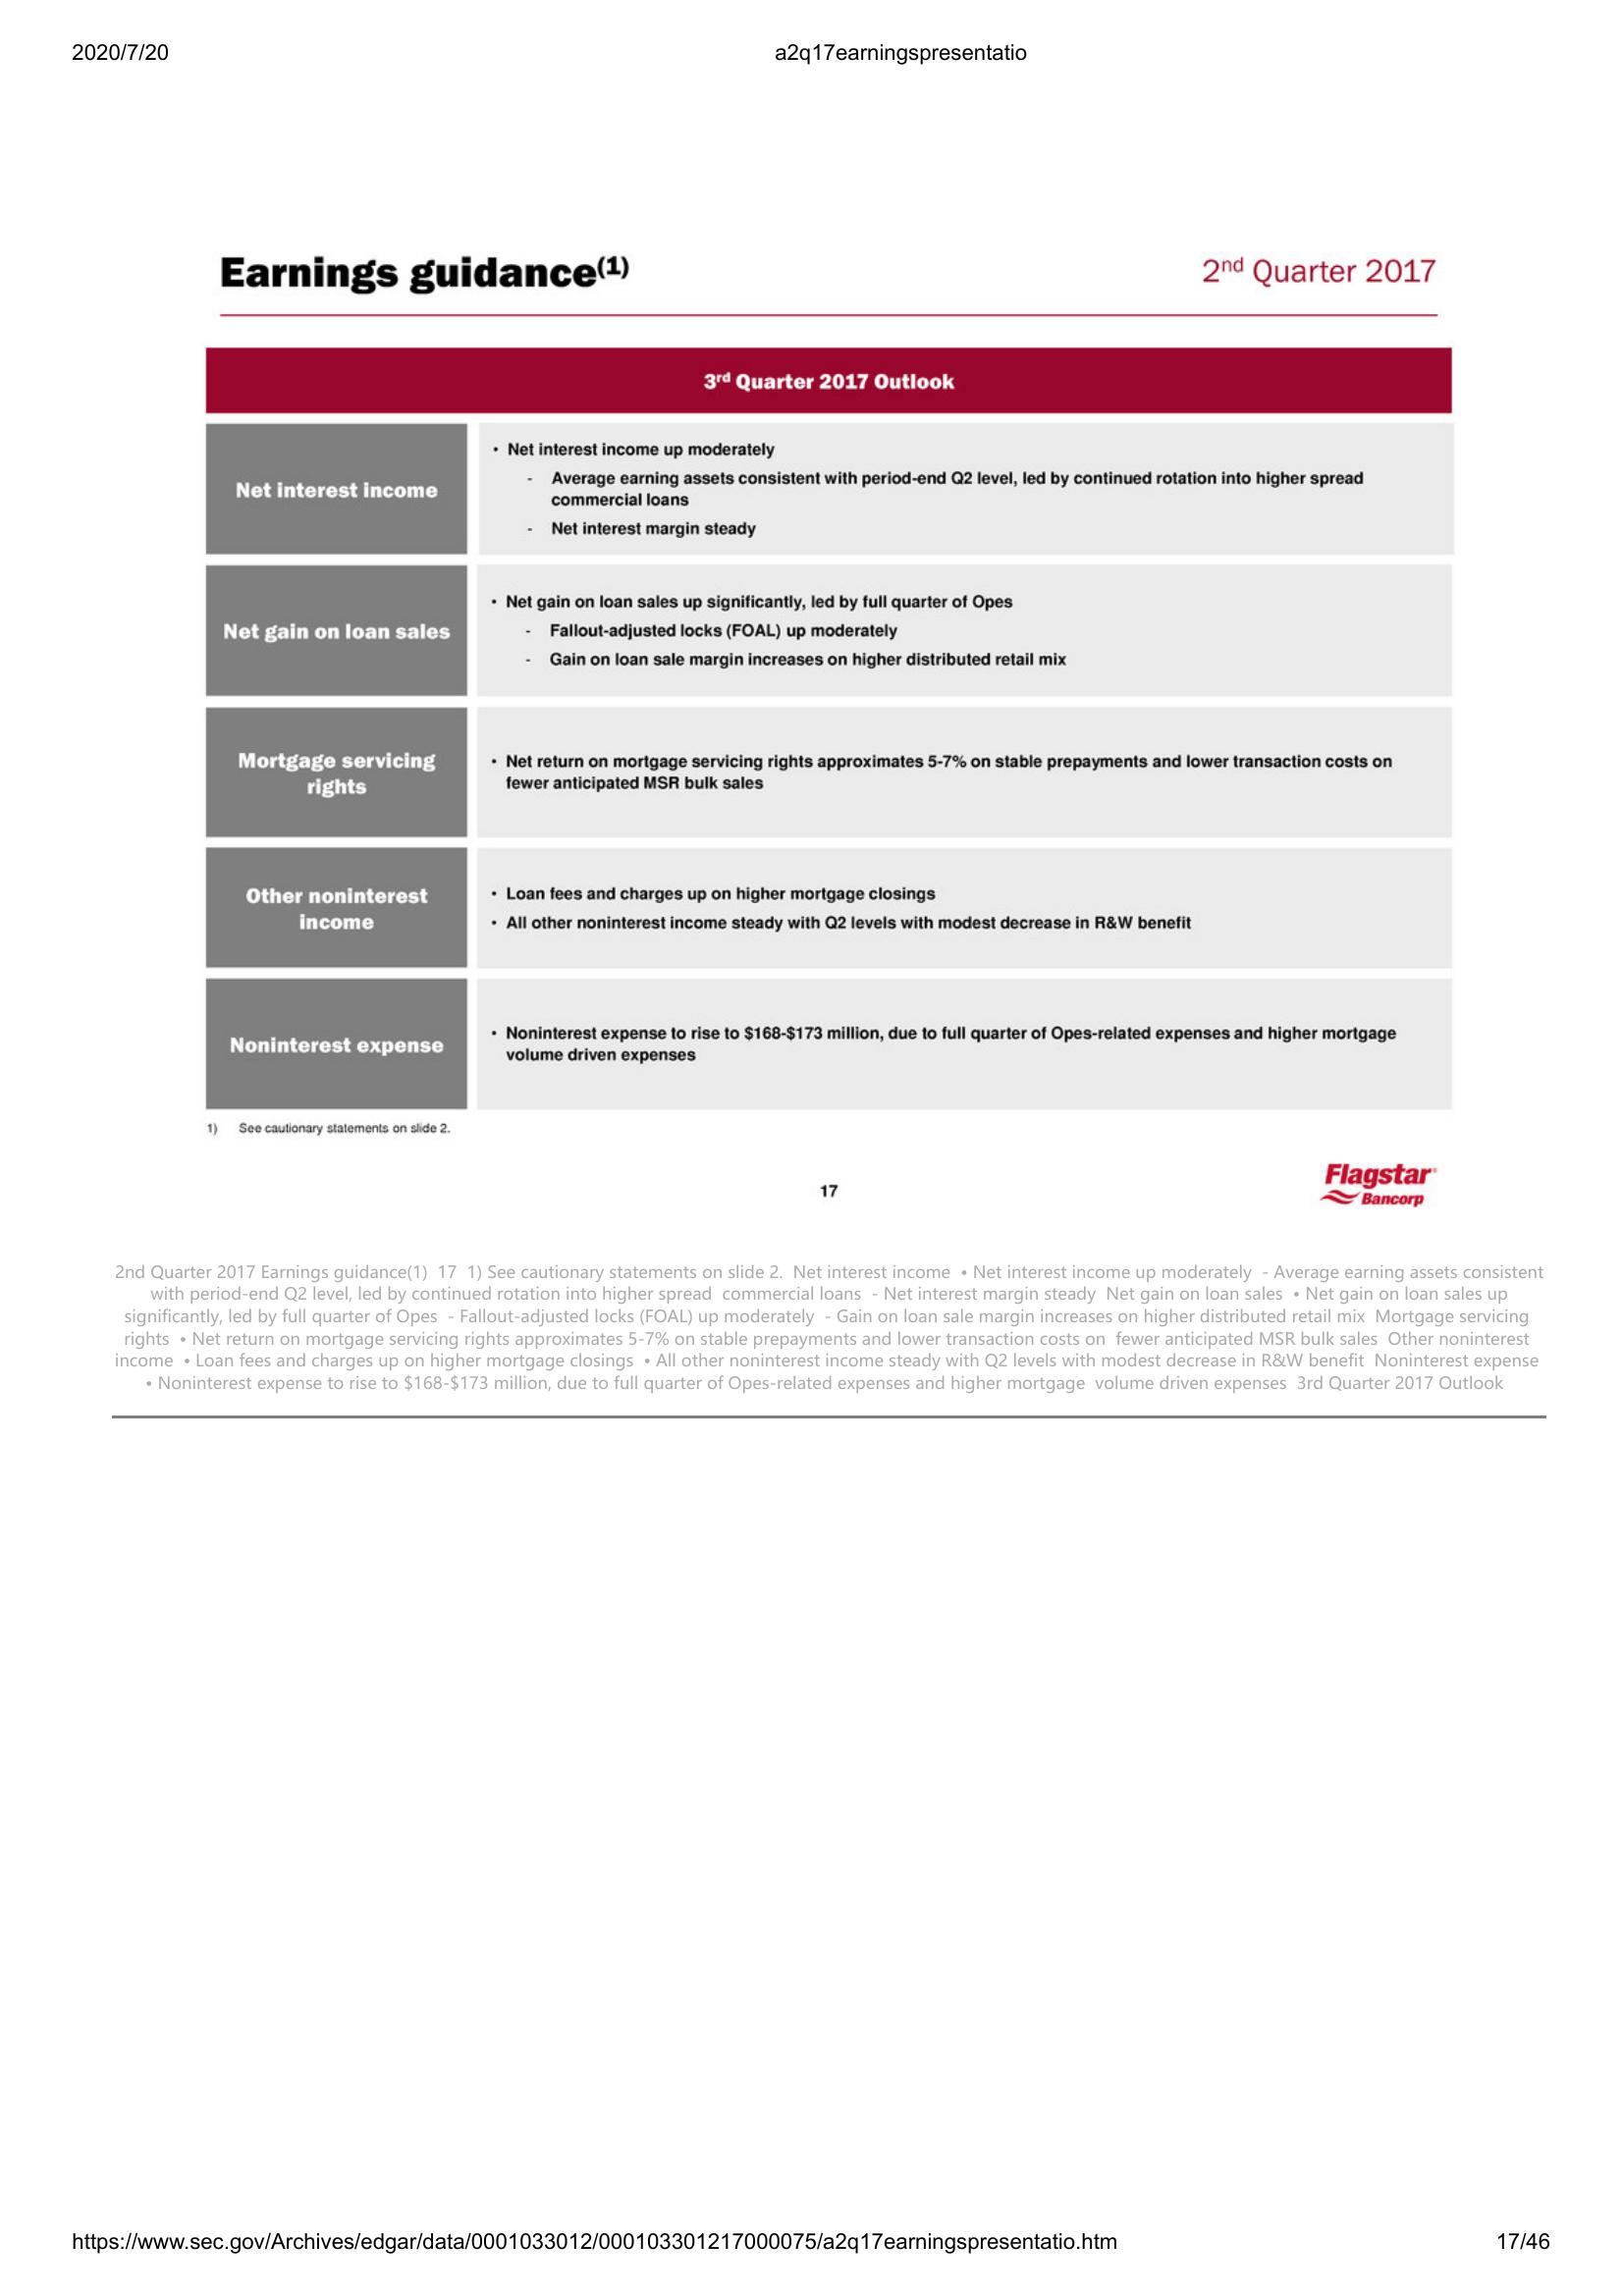 2020/7/20
a2q17earningspresentatio
Earnings guidance(1)
2nd Quarter 2017
3rd Quarter 2017 Outlook
Net interest income
• Net interest income up moderately
- Average earning assets consistent with period-end Q2 level, led by continued rotation into higher spread
commercial loans
- Net interest margin steady
Net gain on loan sales
• Net gain on loan sales up significantly, led by full quarter of Opes
- Fallout-adjusted locks (FOAL) up moderately
- Gain on loan sale margin increases on higher distributed retail mix
Mortgage servicing
rights
• Net return on mortgage servicing rights approximates 5-7% on stable prepayments and lower transaction costs on
fewer anticipated MSR bulk sales
Other noninterest
income
• Loan fees and charges up on higher mortgage closings
• All other noninterest income steady with Q2 levels with modest decrease in R&W benefit
Noninterest expense
• Noninterest expense to rise to $168-$173 million, due to full quarter of Opes-related expenses and higher mortgage
volume driven expenses
1) See cautionary statements on slide 2.
17
Flagstar
Bancorp
2nd Quarter 2017 Earnings guidance(1) 17 1) See cautionary statements on slide 2. Net interest income • Net interest income up moderately - Average earning assets consistent
with period-end Q2 level, led by continued rotation into higher spread commercial loans - Net interest margin steady Net gain on loan sales • Net gain on loan sales up
significantly, led by full quarter of Opes - Fallout-adjusted locks (FOAL) up moderately - Gain on loan sale margin increases on higher distributed retail mix Mortgage servicing
rights • Net return on mortgage servicing rights approximates 5-7% on stable prepayments and lower transaction costs on fewer anticipated MSR bulk sales Other noninterest
income • Loan fees and charges up on higher mortgage closings • All other noninterest income steady with Q2 levels with modest decrease in R&W benefit Noninterest expense
• Noninterest expense to rise to $168-$173 million, due to full quarter of Opes-related expenses and higher mortgage volume driven expenses 3rd Quarter 2017 Outlook
https://www.sec.gov/Archives/edgar/data/0001033012/000103301217000075/a2q17earningspresentatio.htm
17/46